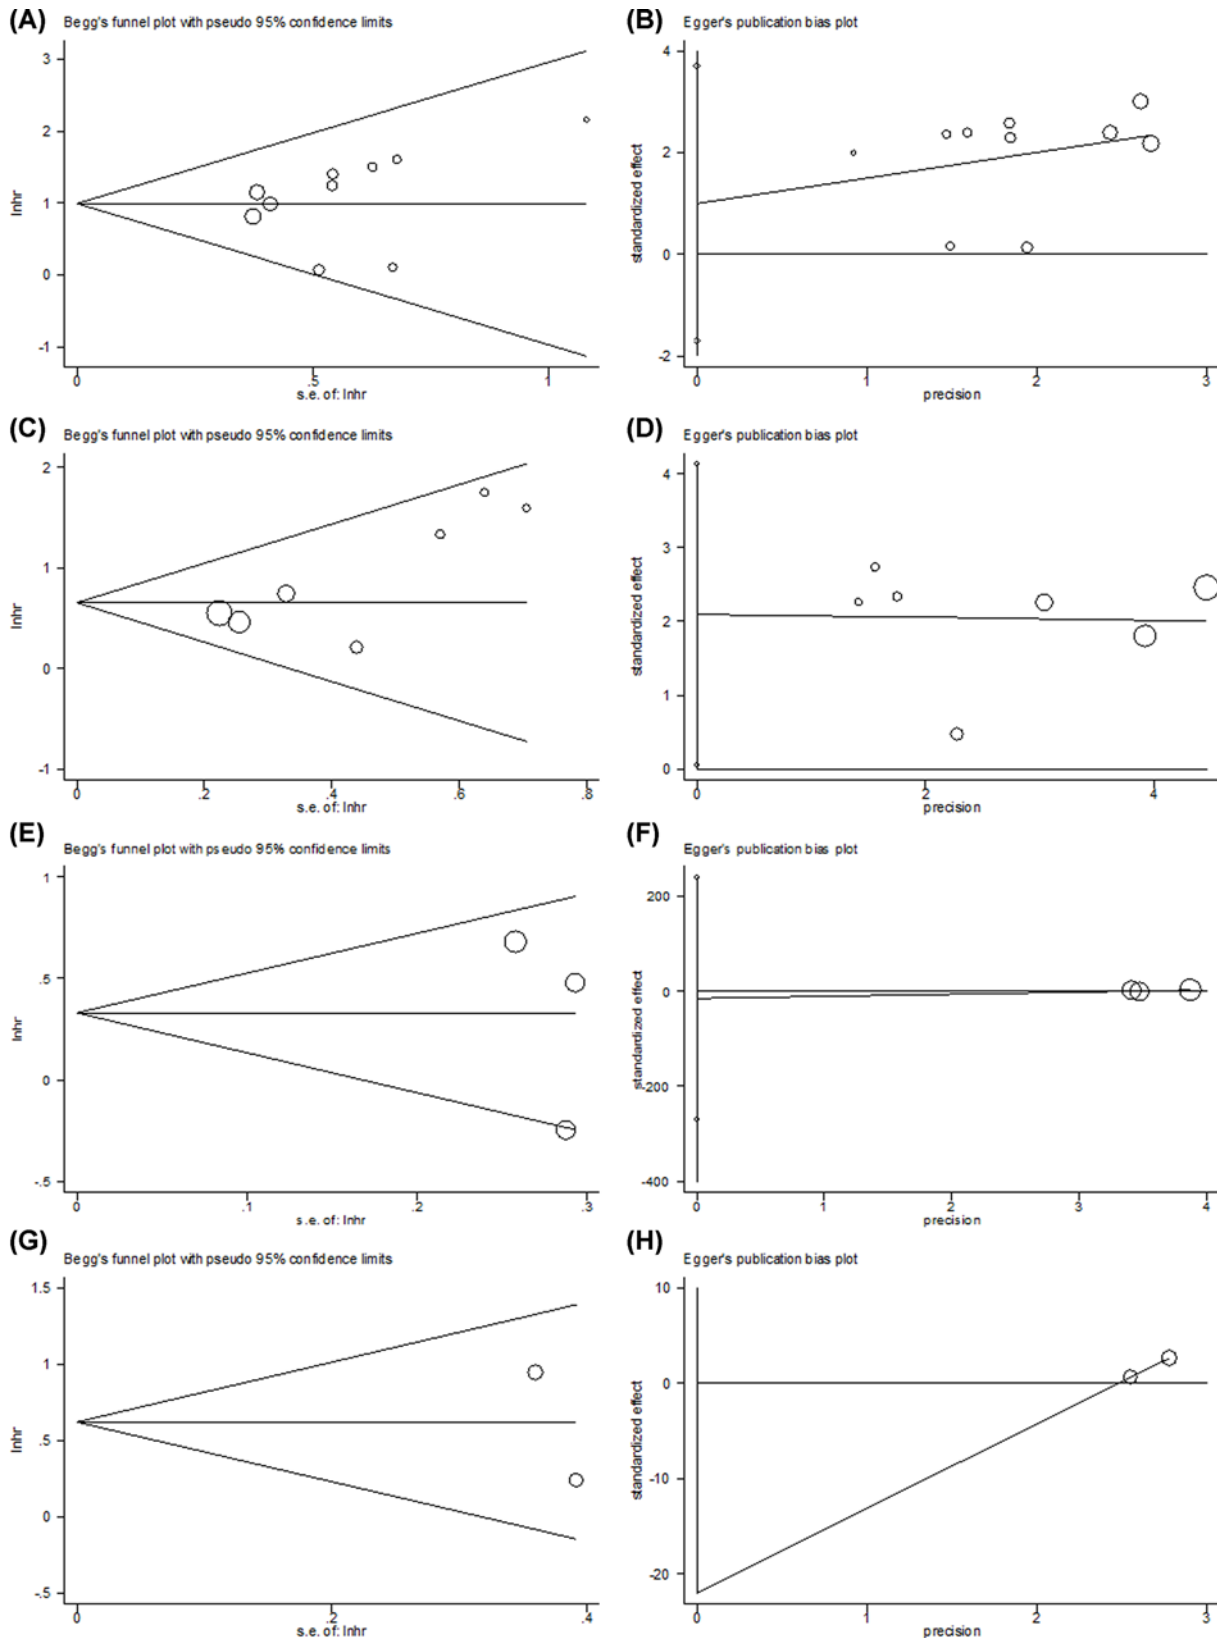 (A) Begg's funnel plot with pseudo 95% confidence limits
3
2
1
0
-1
lnhr
0 .5 1
s.e. of: lnhr
(B) Egger's publication bias plot
4
2
0
-2
standardized effect
0 1 2 3
precision
(C) Begg's funnel plot with pseudo 95% confidence limits
2
1
0
-1
lnhr
0 .2 .4 .6 .8
s.e. of: lnhr
(D) Egger's publication bias plot
4
3
2
1
0
standardized effect
0 2 4
precision
(E) Begg's funnel plot with pseudo 95% confidence limits
1
.5
0
-.5
lnhr
0 .1 .2 .3
s.e. of: lnhr
(F) Egger's publication bias plot
200
0
-200
-400
standardized effect
0 1 2 3 4
precision
(G) Begg's funnel plot with pseudo 95% confidence limits
1.5
1
.5
0
-.5
lnhr
0 .2 .4
s.e. of: lnhr
(H) Egger's publication bias plot
10
0
-10
-20
standardized effect
0 1 2 3
precision